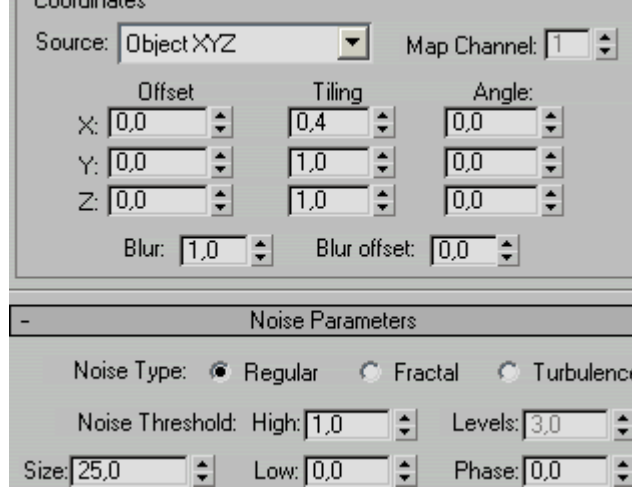 Coordinates
Source: Object XYZ Map Channel: 1
Offset Tiling Angle:
X: 0,0 0,4 0,0
Y: 0,0 1,0 0,0
Z: 0,0 1,0 0,0
Blur: 1,0 Blur offset: 0,0
- Noise Parameters
Noise Type: Regular Fractal Turbulence
Noise Threshold: High: 1,0 Levels: 3,0
Size: 25,0 Low: 0,0 Phase: 0,0